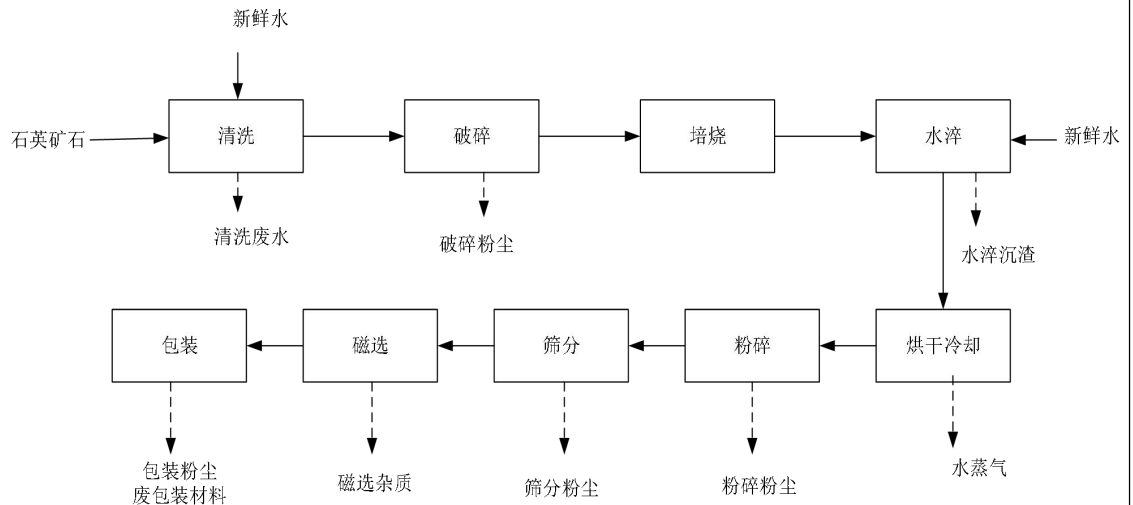 新鲜水
石英矿石
清洗
破碎
培烧
水淬
新鲜水
清洗废水
破碎粉尘
水淬沉渣
包装
磁选
筛分
粉碎
烘干冷却
包装粉尘
废包装材料
磁选杂质
筛分粉尘
粉碎粉尘
水蒸气